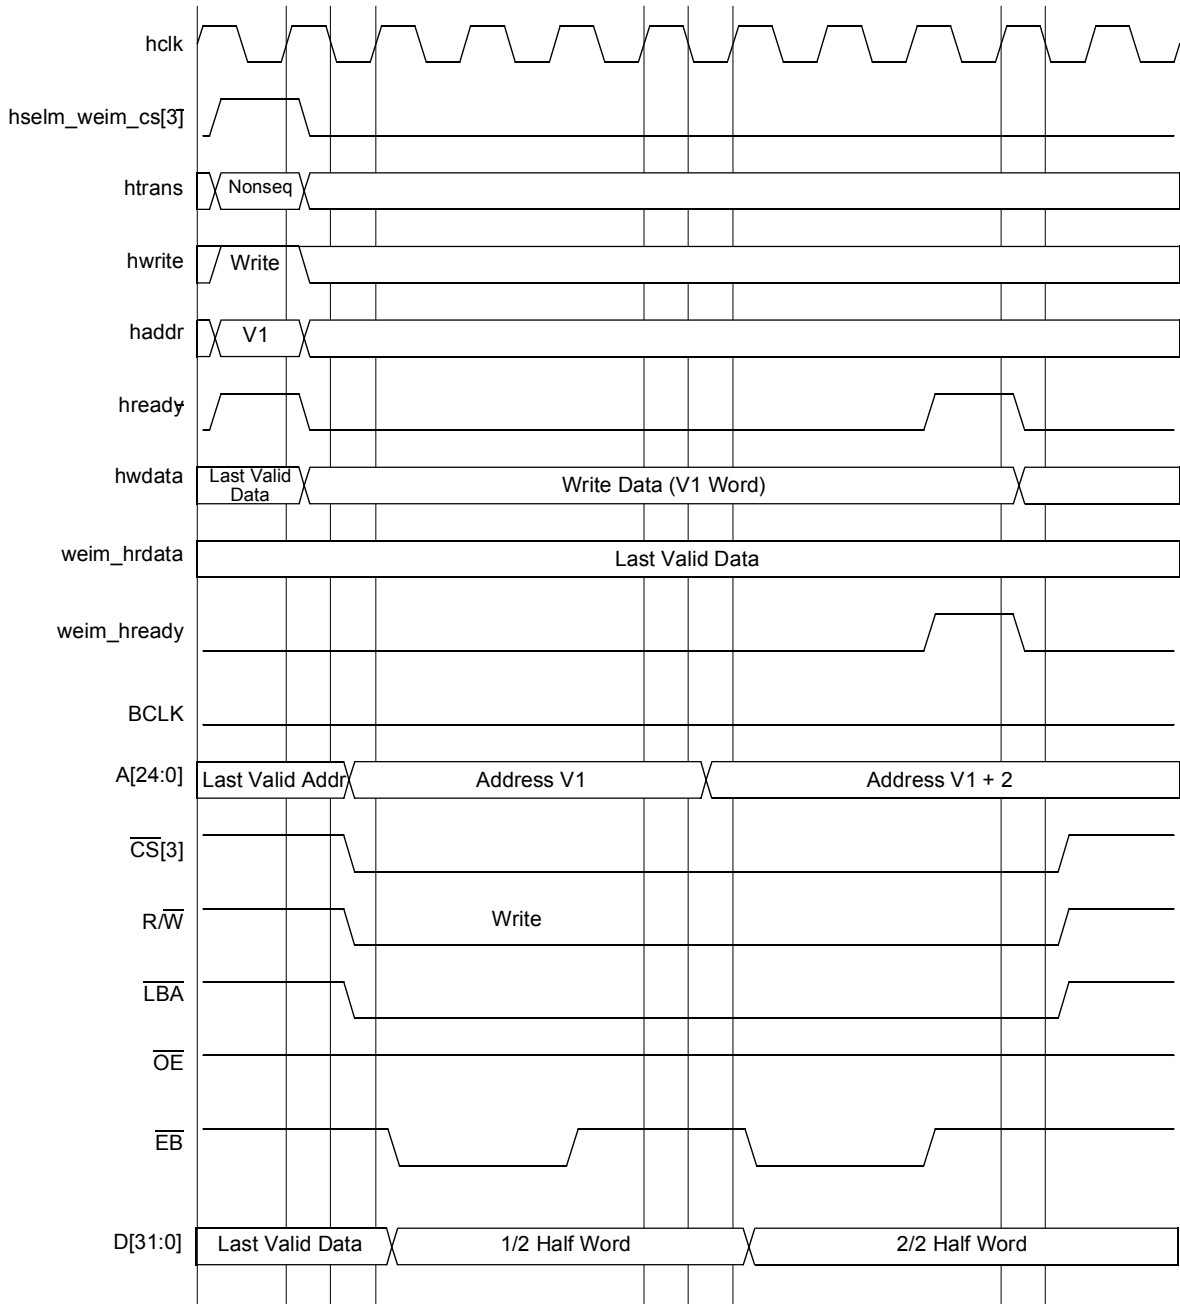 hclk
hselm_weim_cs[3]
htrans
Nonseq
hwrite
Write
haddr
V1
hready
hwdata
Last Valid
Data
Write Data (V1 Word)
weim_hrdata
Last Valid Data
weim_hready
BCLK
A[24:0]
Last Valid Addr
Address V1
Address V1 + 2
CS[3]
R/W
Write
LBA
OE
EB
D[31:0]
Last Valid Data
1/2 Half Word
2/2 Half Word